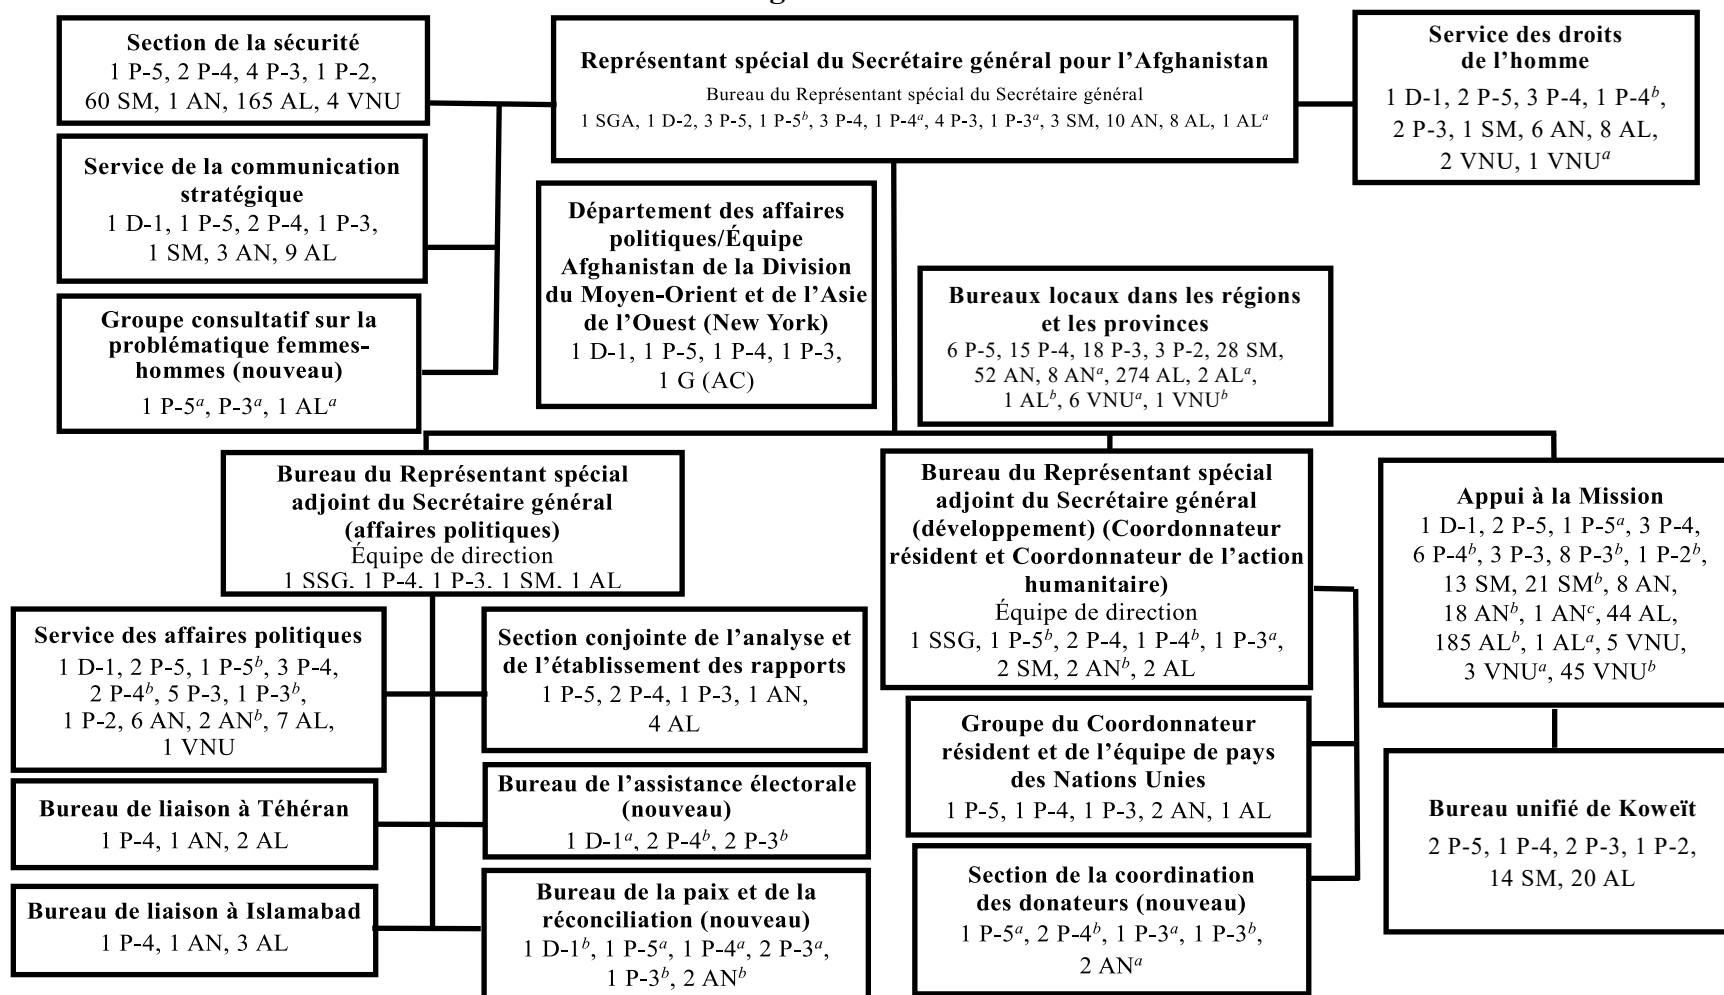 Section de la sécurité
1 P-5, 2 P-4, 4 P-3, 1 P-2,
60 SM, 1 AN, 165 AL, 4 VNU
Représentant spécial du Secrétaire général pour l'Afghanistan
Bureau du Représentant spécial du Secrétaire général
1 SGA, 1 D-2, 3 P-5, 1 P-5ᵇ, 3 P-4, 1 P-4ᵃ, 4 P-3, 1 P-3ᵃ, 3 SM, 10 AN, 8 AL, 1 ALᵃ
Service des droits
de l'homme
1 D-1, 2 P-5, 3 P-4, 1 P-4ᵇ,
2 P-3, 1 SM, 6 AN, 8 AL,
2 VNU, 1 VNUᵃ
Service de la communication
stratégique
1 D-1, 1 P-5, 2 P-4, 1 P-3,
1 SM, 3 AN, 9 AL
Département des affaires
politiques/Équipe
Afghanistan de la Division
du Moyen-Orient et de l'Asie
de l'Ouest (New York)
1 D-1, 1 P-5, 1 P-4, 1 P-3,
1 G (AC)
Groupe consultatif sur la
problématique femmes-
hommes (nouveau)
1 P-5ᵃ, P-3ᵃ, 1 ALᵃ
Bureaux locaux dans les régions
et les provinces
6 P-5, 15 P-4, 18 P-3, 3 P-2, 28 SM,
52 AN, 8 ANᵃ, 274 AL, 2 ALᵃ,
1 ALᵇ, 6 VNUᵃ, 1 VNUᵇ
Bureau du Représentant spécial
adjoint du Secrétaire général
(affaires politiques)
Équipe de direction
1 SSG, 1 P-4, 1 P-3, 1 SM, 1 AL
Bureau du Représentant spécial
adjoint du Secrétaire général
(développement) (Coordonnateur
résident et Coordonnateur de l'action
humanitaire)
Équipe de direction
1 SSG, 1 P-5ᵇ, 2 P-4, 1 P-4ᵇ, 1 P-3ᵃ,
2 SM, 2 ANᵇ, 2 AL
Appui à la Mission
1 D-1, 2 P-5, 1 P-5ᵃ, 3 P-4,
6 P-4ᵇ, 3 P-3, 8 P-3ᵇ, 1 P-2ᵇ,
13 SM, 21 SMᵇ, 8 AN,
18 ANᵇ, 1 ANᶜ, 44 AL,
185 ALᵇ, 1 ALᵃ, 5 VNU,
3 VNUᵃ, 45 VNUᵇ
Service des affaires politiques
1 D-1, 2 P-5, 1 P-5ᵇ, 3 P-4,
2 P-4ᵇ, 5 P-3, 1 P-3ᵇ,
1 P-2, 6 AN, 2 ANᵇ, 7 AL,
1 VNU
Section conjointe de l'analyse et
de l'établissement des rapports
1 P-5, 2 P-4, 1 P-3, 1 AN,
4 AL
Groupe du Coordonnateur
résident et de l'équipe de pays
des Nations Unies
1 P-5, 1 P-4, 1 P-3, 2 AN, 1 AL
Bureau de liaison à Téhéran
1 P-4, 1 AN, 2 AL
Bureau de l'assistance électorale
(nouveau)
1 D-1ᵃ, 2 P-4ᵇ, 2 P-3ᵇ
Bureau unifié de Koweït
2 P-5, 1 P-4, 2 P-3, 1 P-2,
14 SM, 20 AL
Bureau de liaison à Islamabad
1 P-4, 1 AN, 3 AL
Bureau de la paix et de la
réconciliation (nouveau)
1 D-1ᵇ, 1 P-5ᵃ, 1 P-4ᵃ, 2 P-3ᵃ,
1 P-3ᵇ, 2 ANᵇ
Section de la coordination
des donateurs (nouveau)
1 P-5ᵃ, 2 P-4ᵇ, 1 P-3ᵃ, 1 P-3ᵇ,
2 ANᵃ